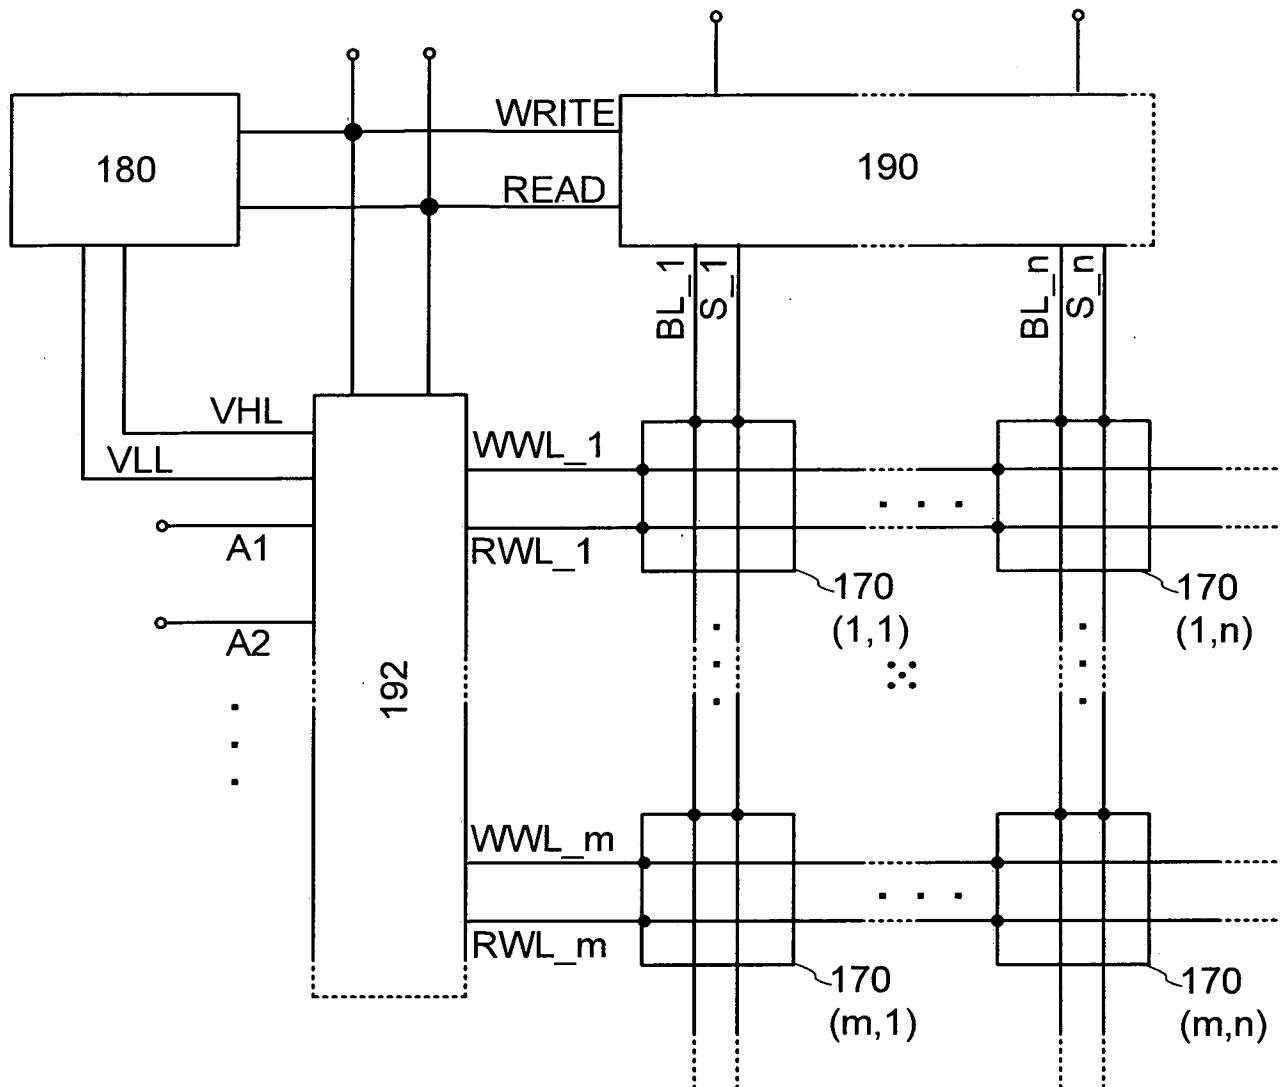 WRITE
180
190
READ
BL_1
S_1
BL_n
S_n
VHL
VLL
WWL_1
A1
RWL_1
170
(1,1)
170
(1,n)
A2
192
WWL_m
RWL_m
170
(m,1)
170
(m,n)